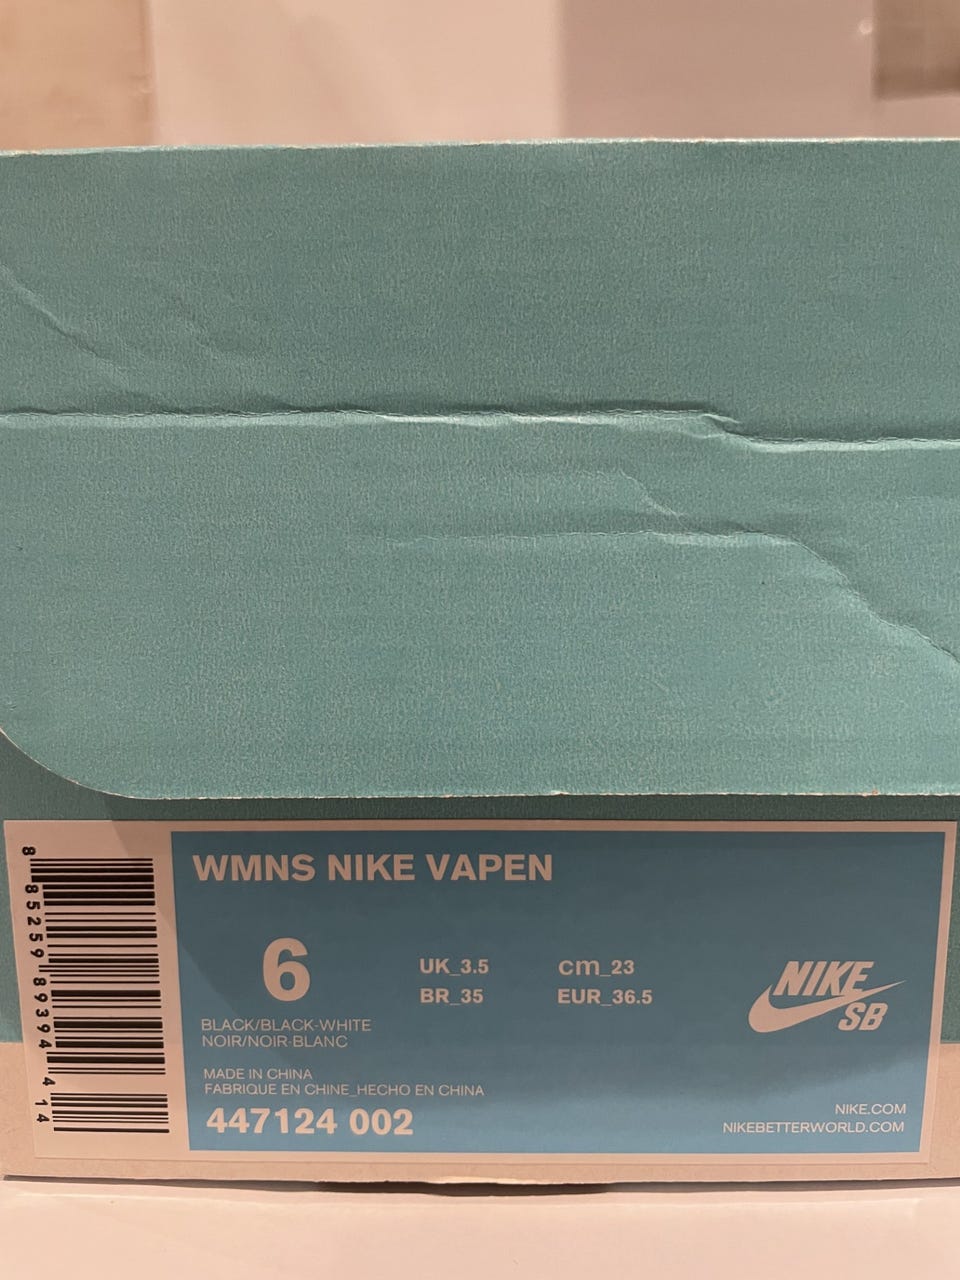 WMNS NIKE VAPEN
6
UK_3.5
cm_23
BR_35
EUR_36.5
BLACK/BLACK-WHITE
NOIR/NOIR-BLANC
MADE IN CHINA
FABRIQUE EN CHINE_HECHO EN CHINA
447124 002
NIKE
SB
NIKE.COM
NIKEBETTERWORLD.COM
8 85259 89394 4 14